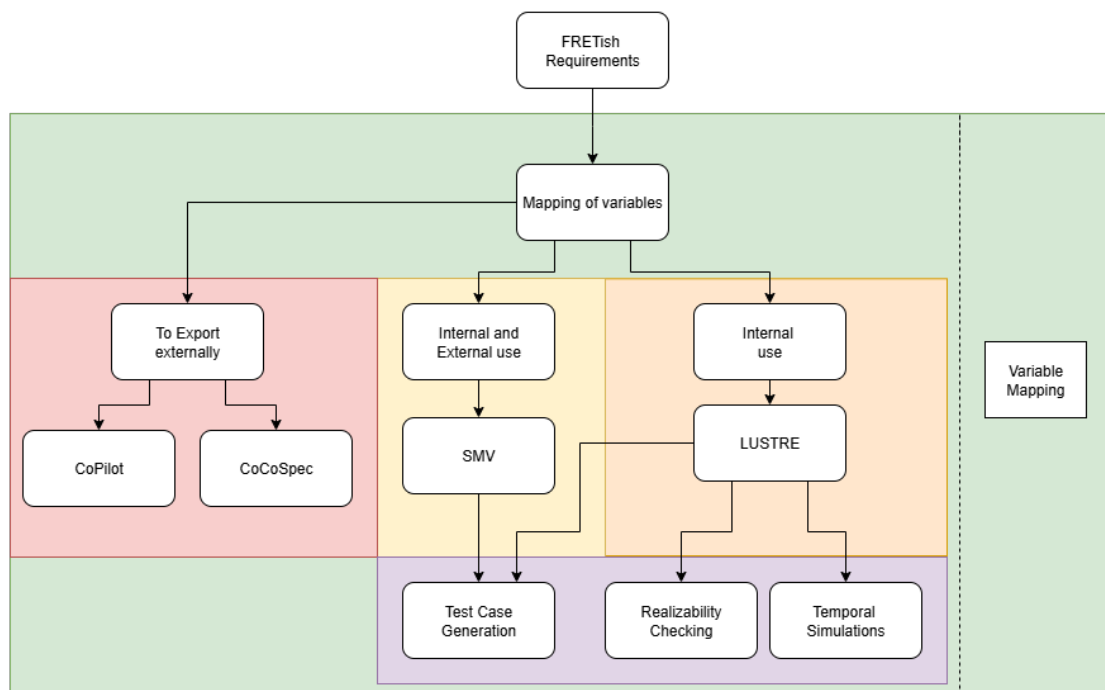 FRETish
Requirements
Mapping of variables
To Export
externally
Internal and
External use
Internal
use
Variable
Mapping
CoPilot
CoCoSpec
SMV
LUSTRE
Test Case
Generation
Realizability
Checking
Temporal
Simulations